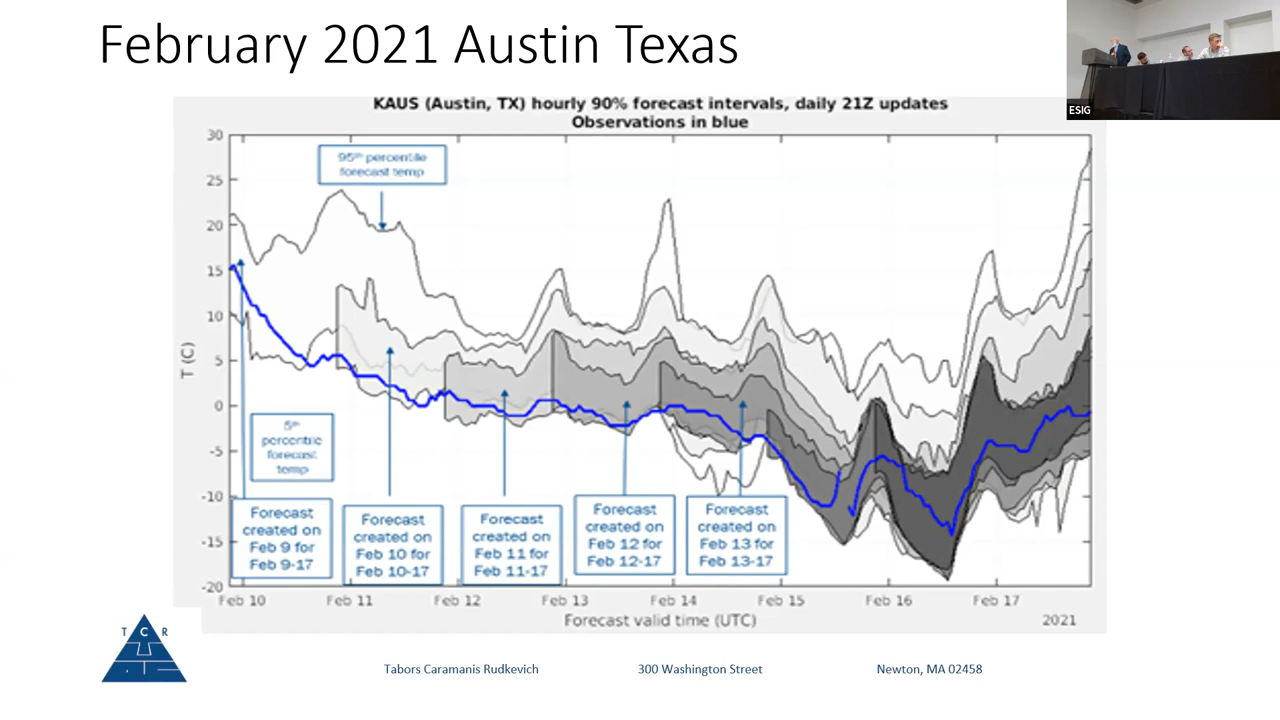 February 2021 Austin Texas
ESIG
KAUS (Austin, TX) hourly 90% forecast intervals, daily 21Z updates
Observations in blue
30
25
20
15
10
5
0
-5
-10
-15
-20
T (C)
95th percentile
forecast temp
5th
percentile
forecast
temp
Forecast
created on
Feb 9 for
Feb 9-17
Forecast
created on
Feb 10 for
Feb 10-17
Forecast
created on
Feb 11 for
Feb 11-17
Forecast
created on
Feb 12 for
Feb 12-17
Forecast
created on
Feb 13 for
Feb 13-17
Feb 10 Feb 11 Feb 12 Feb 13 Feb 14 Feb 15 Feb 16 Feb 17
Forecast valid time (UTC)
2021
T C R
Tabors Caramanis Rudkevich 300 Washington Street Newton, MA 02458